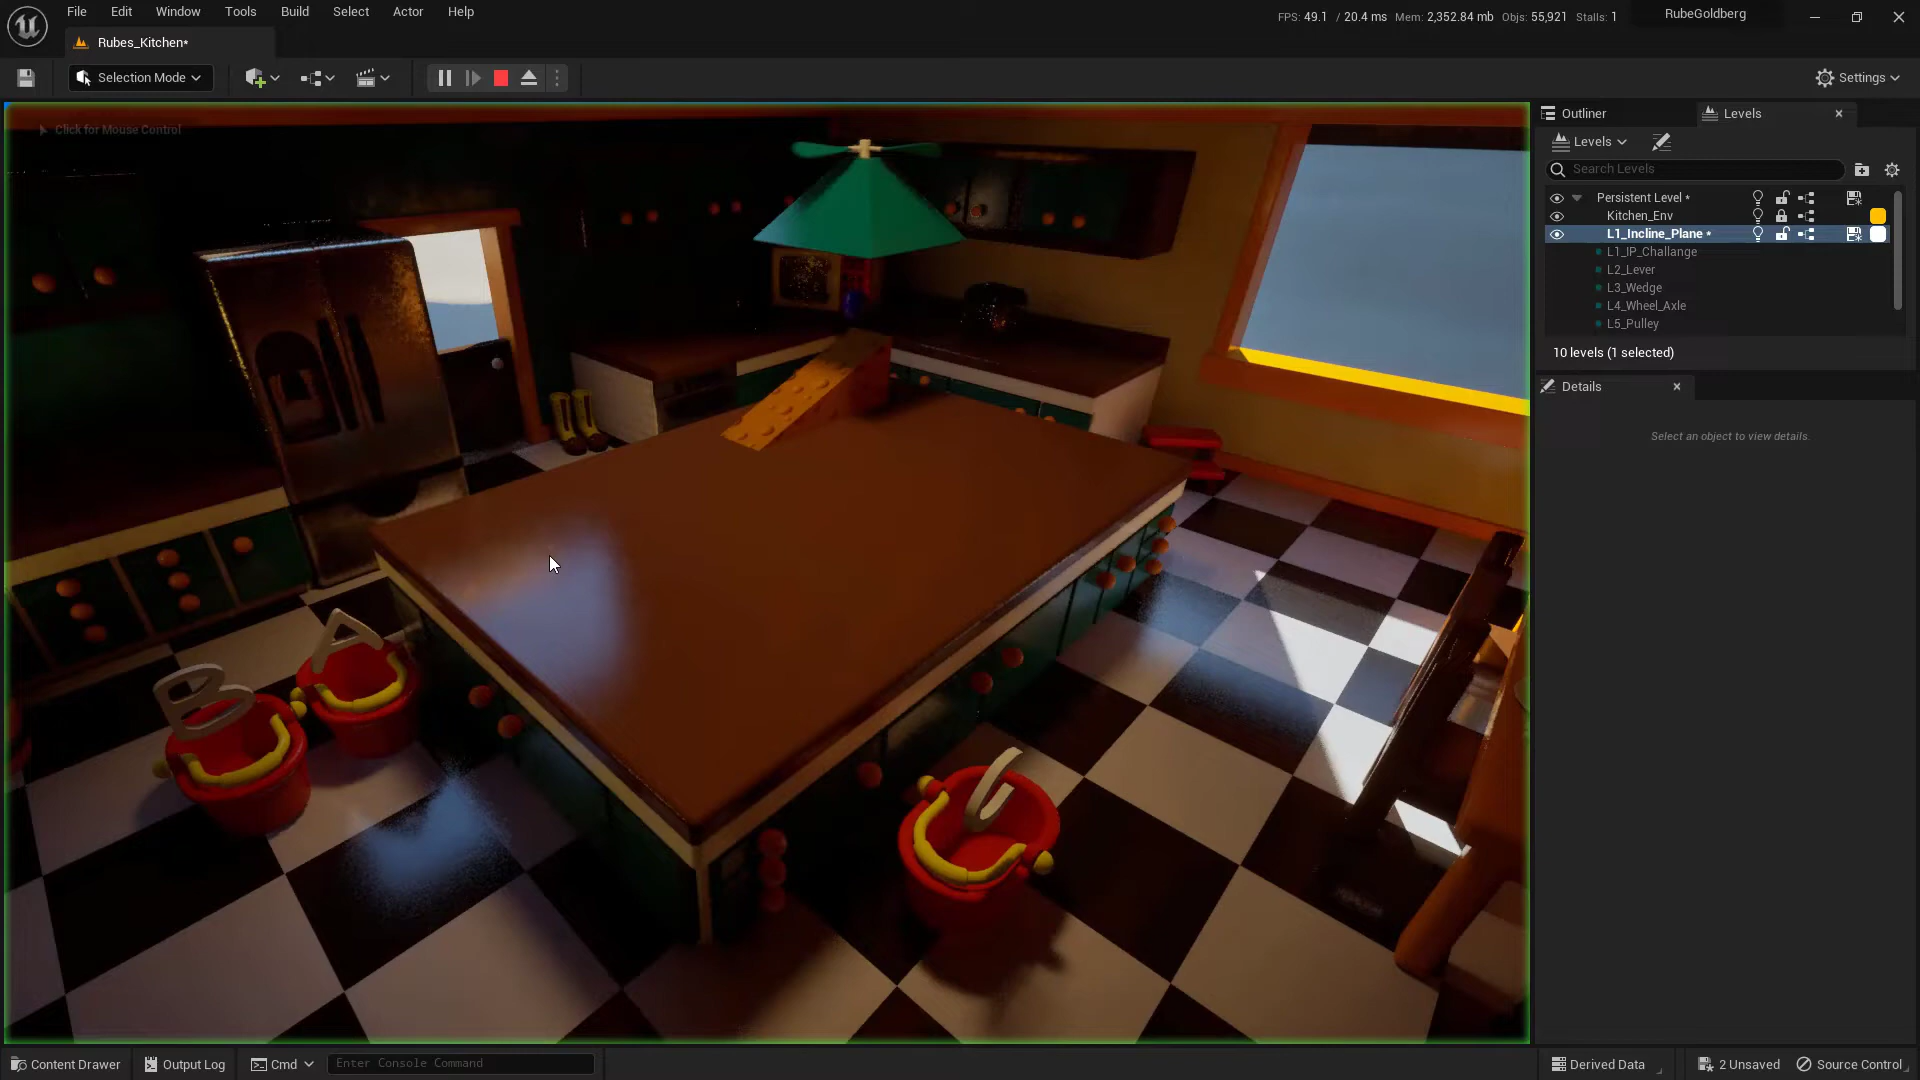 File Edit Window Tools Build Select Actor Help
FPS: 49.1 / 20.4 ms Mem: 2,352.84 mb Objs: 55,921 Stalls: 1
RubeGoldberg
Rubes_Kitchen*
Selection Mode
Settings
Click for Mouse Control
Outliner
Levels
Levels
Search Levels
Persistent Level *
Kitchen_Env
L1_Incline_Plane *
L1_IP_Challange
L2_Lever
L3_Wedge
L4_Wheel_Axle
L5_Pulley
10 levels (1 selected)
Details
Select an object to view details.
B
A
C
Content Drawer
Output Log
Cmd
Enter Console Command
Derived Data
2 Unsaved
Source Control